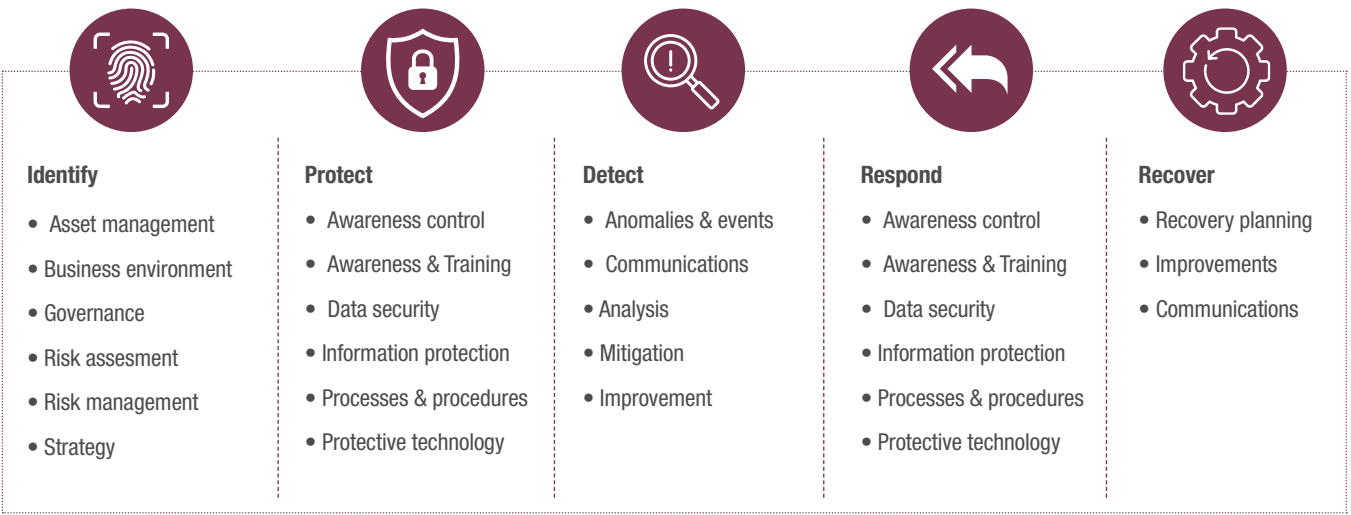 Identify
• Asset management
• Business environment
• Governance
• Risk assesment
• Risk management
• Strategy
Protect
• Awareness control
• Awareness & Training
• Data security
• Information protection
• Processes & procedures
• Protective technology
Detect
• Anomalies & events
• Communications
• Analysis
• Mitigation
• Improvement
Respond
• Awareness control
• Awareness & Training
• Data security
• Information protection
• Processes & procedures
• Protective technology
Recover
• Recovery planning
• Improvements
• Communications